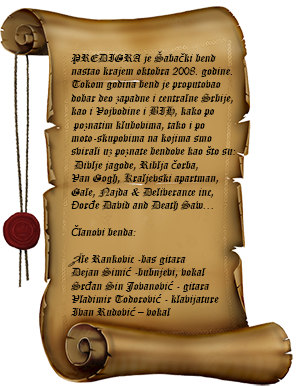 PREDIGRA je Šabački bend
nastao krajem oktobra 2008. godine.
Tokom godina bend je proputovao
dobar deo zapadne i centralne Srbije,
kao i Vojvodine i BIH, kako po
poznatim klubovima, tako i po
moto-skupovima na kojima smo
svirali uz poznate bendove kao što su:
Divlje jagode, Riblja čorba,
Van Gogh, Kraljevski apartman,
Gale, Najda & Deliverance inc,
Đorđe David and Death Saw...
Članovi benda:
Ale Rankovic -bas gitara
Dejan Simić -bubnjevi, vokal
Srđan Sin Jovanović - gitara
Vladimir Todorović - klavijature
Ivan Rudović – vokal